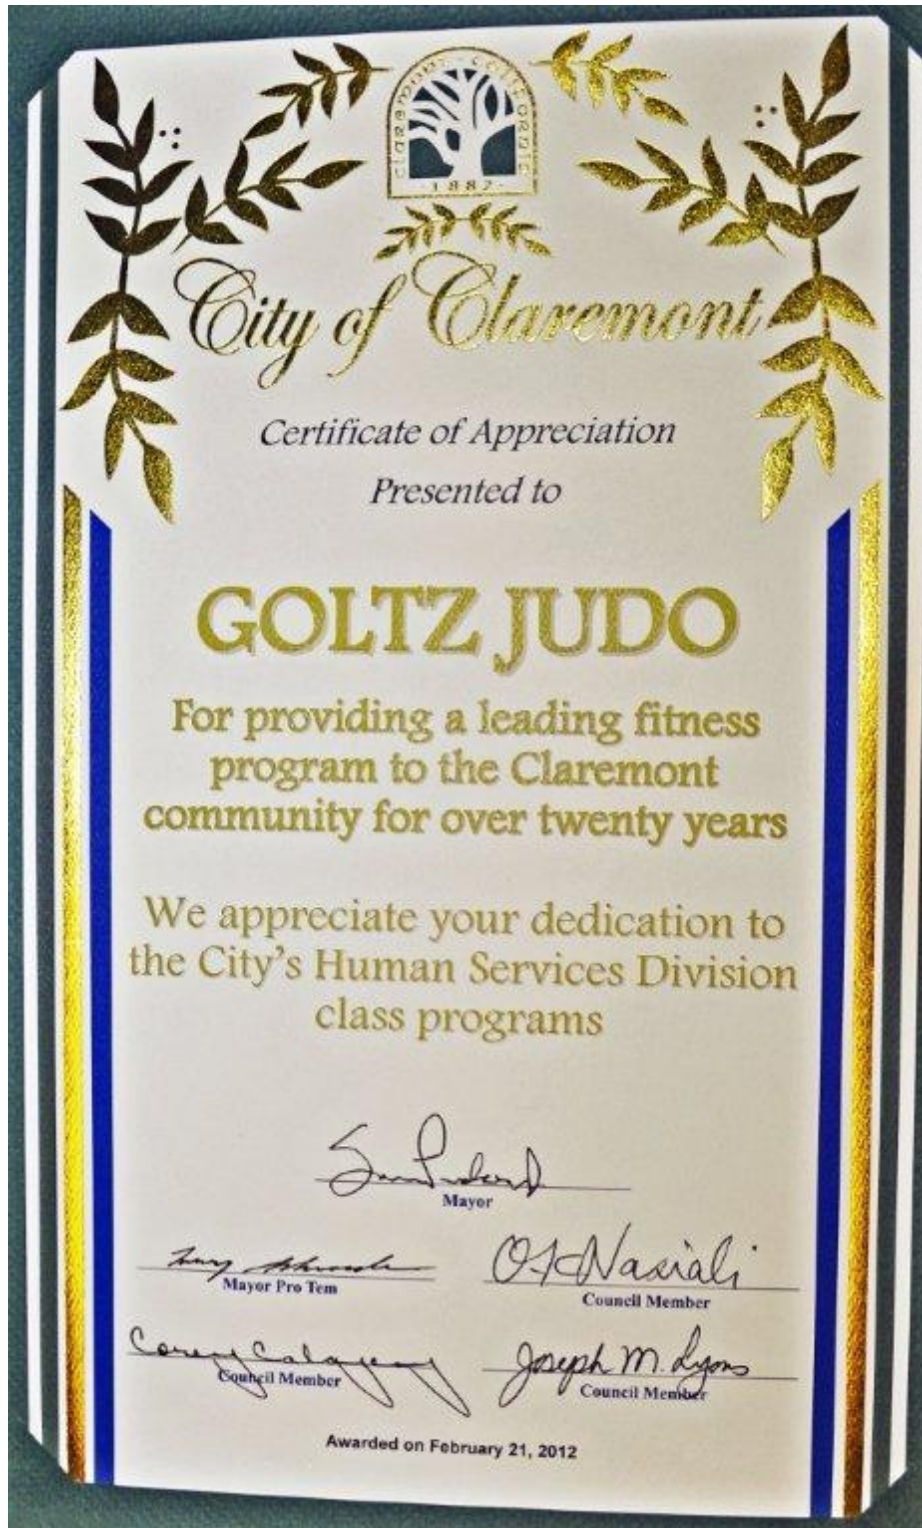 CLAREMONT · CALIFORNIA
· 1887 ·
City of Claremont
Certificate of Appreciation
Presented to
GOLTZ JUDO
For providing a leading fitness
program to the Claremont
community for over twenty years
We appreciate your dedication to
the City's Human Services Division
class programs
Mayor
Mayor Pro Tem
Council Member
Council Member
Joseph M. Lyons
Council Member
Awarded on February 21, 2012